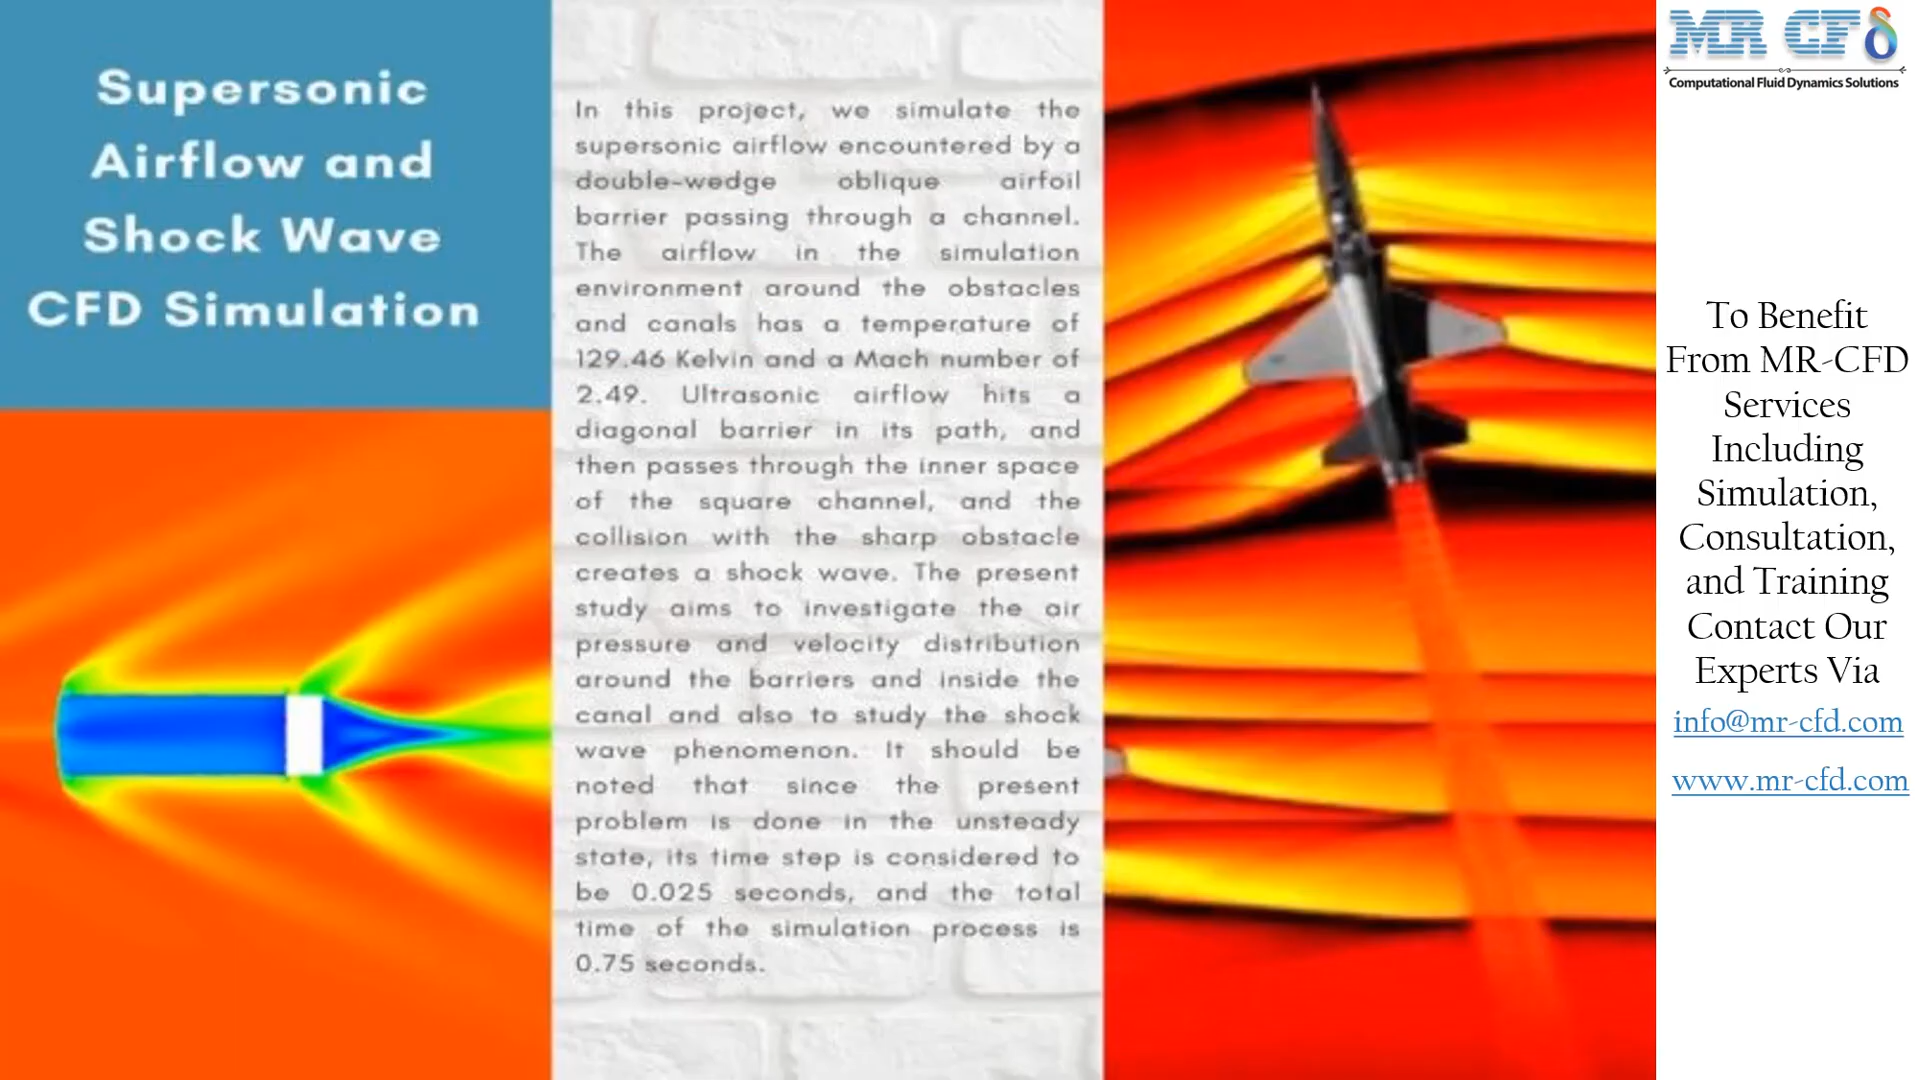 Supersonic
Airflow and
Shock Wave
CFD Simulation
In this project, we simulate the
supersonic airflow encountered by a
double-wedge oblique airfoil
barrier passing through a channel.
The airflow in the simulation
environment around the obstacles
and canals has a temperature of
129.46 Kelvin and a Mach number of
2.49. Ultrasonic airflow hits a
diagonal barrier in its path, and
then passes through the inner space
of the square channel, and the
collision with the sharp obstacle
creates a shock wave. The present
study aims to investigate the air
pressure and velocity distribution
around the barriers and inside the
canal and also to study the shock
wave phenomenon. It should be
noted that since the present
problem is done in the unsteady
state, its time step is considered to
be 0.025 seconds, and the total
time of the simulation process is
0.75 seconds.
MR CFD
Computational Fluid Dynamics Solutions
To Benefit
From MR-CFD
Services
Including
Simulation,
Consultation,
and Training
Contact Our
Experts Via
info@mr-cfd.com
www.mr-cfd.com